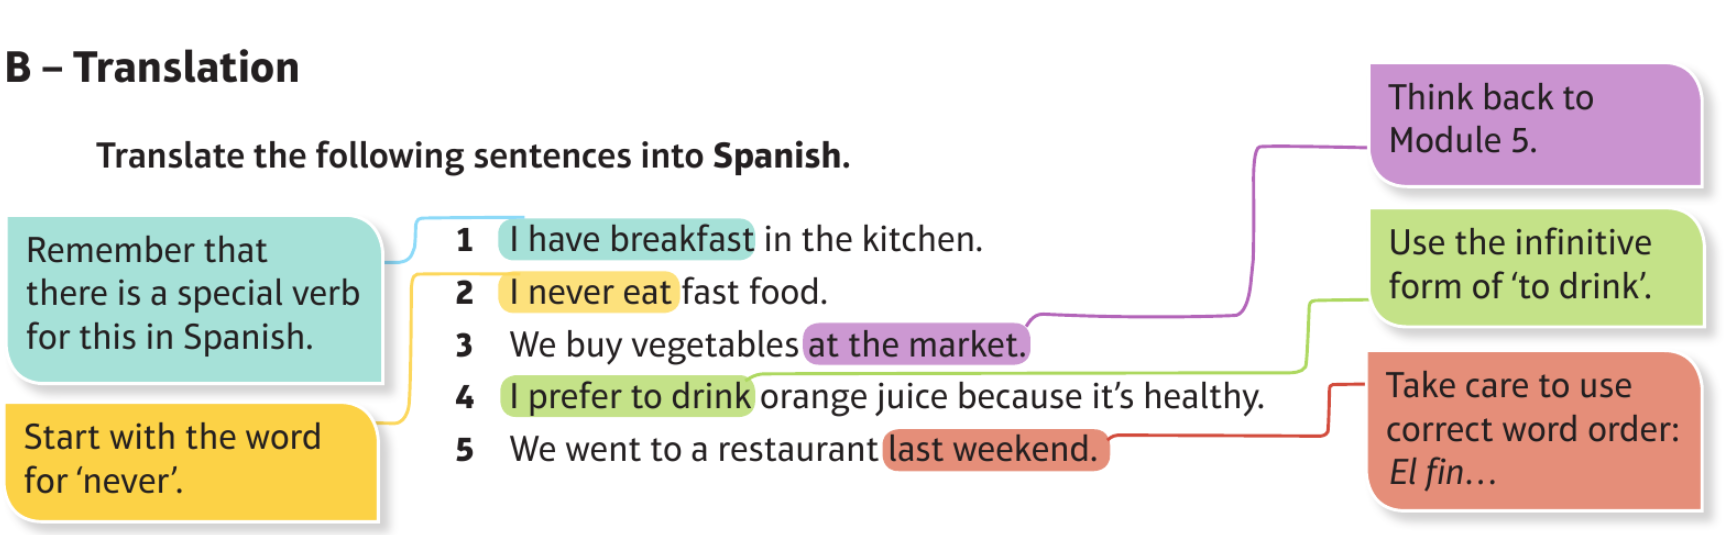 B – Translation
Translate the following sentences into Spanish.
Remember that
there is a special verb
for this in Spanish.
Start with the word
for ‘never’.
1 I have breakfast in the kitchen.
2 I never eat fast food.
3 We buy vegetables at the market.
4 I prefer to drink orange juice because it’s healthy.
5 We went to a restaurant last weekend.
Think back to
Module 5.
Use the infinitive
form of ‘to drink’.
Take care to use
correct word order:
El fin…